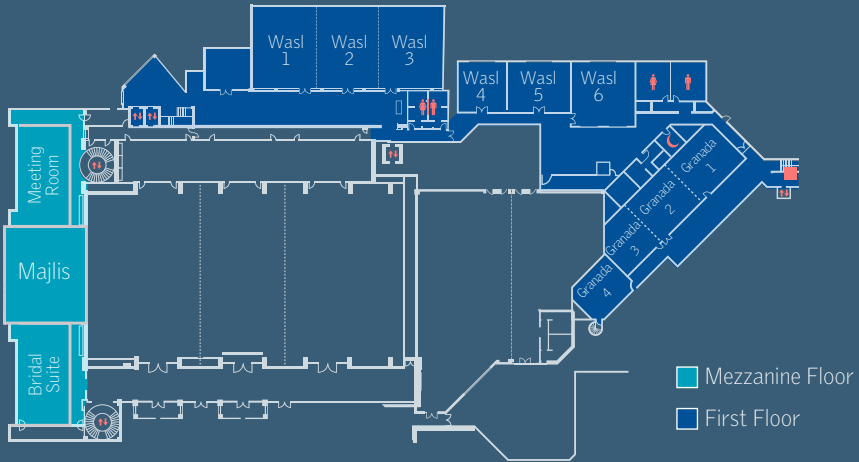 Wasl
1
Wasl
2
Wasl
3
Wasl
4
Wasl
5
Wasl
6
Granada
1
Granada
2
Granada
3
Granada
4
Meeting
Room
Majlis
Bridal
Suite
Mezzanine Floor
First Floor